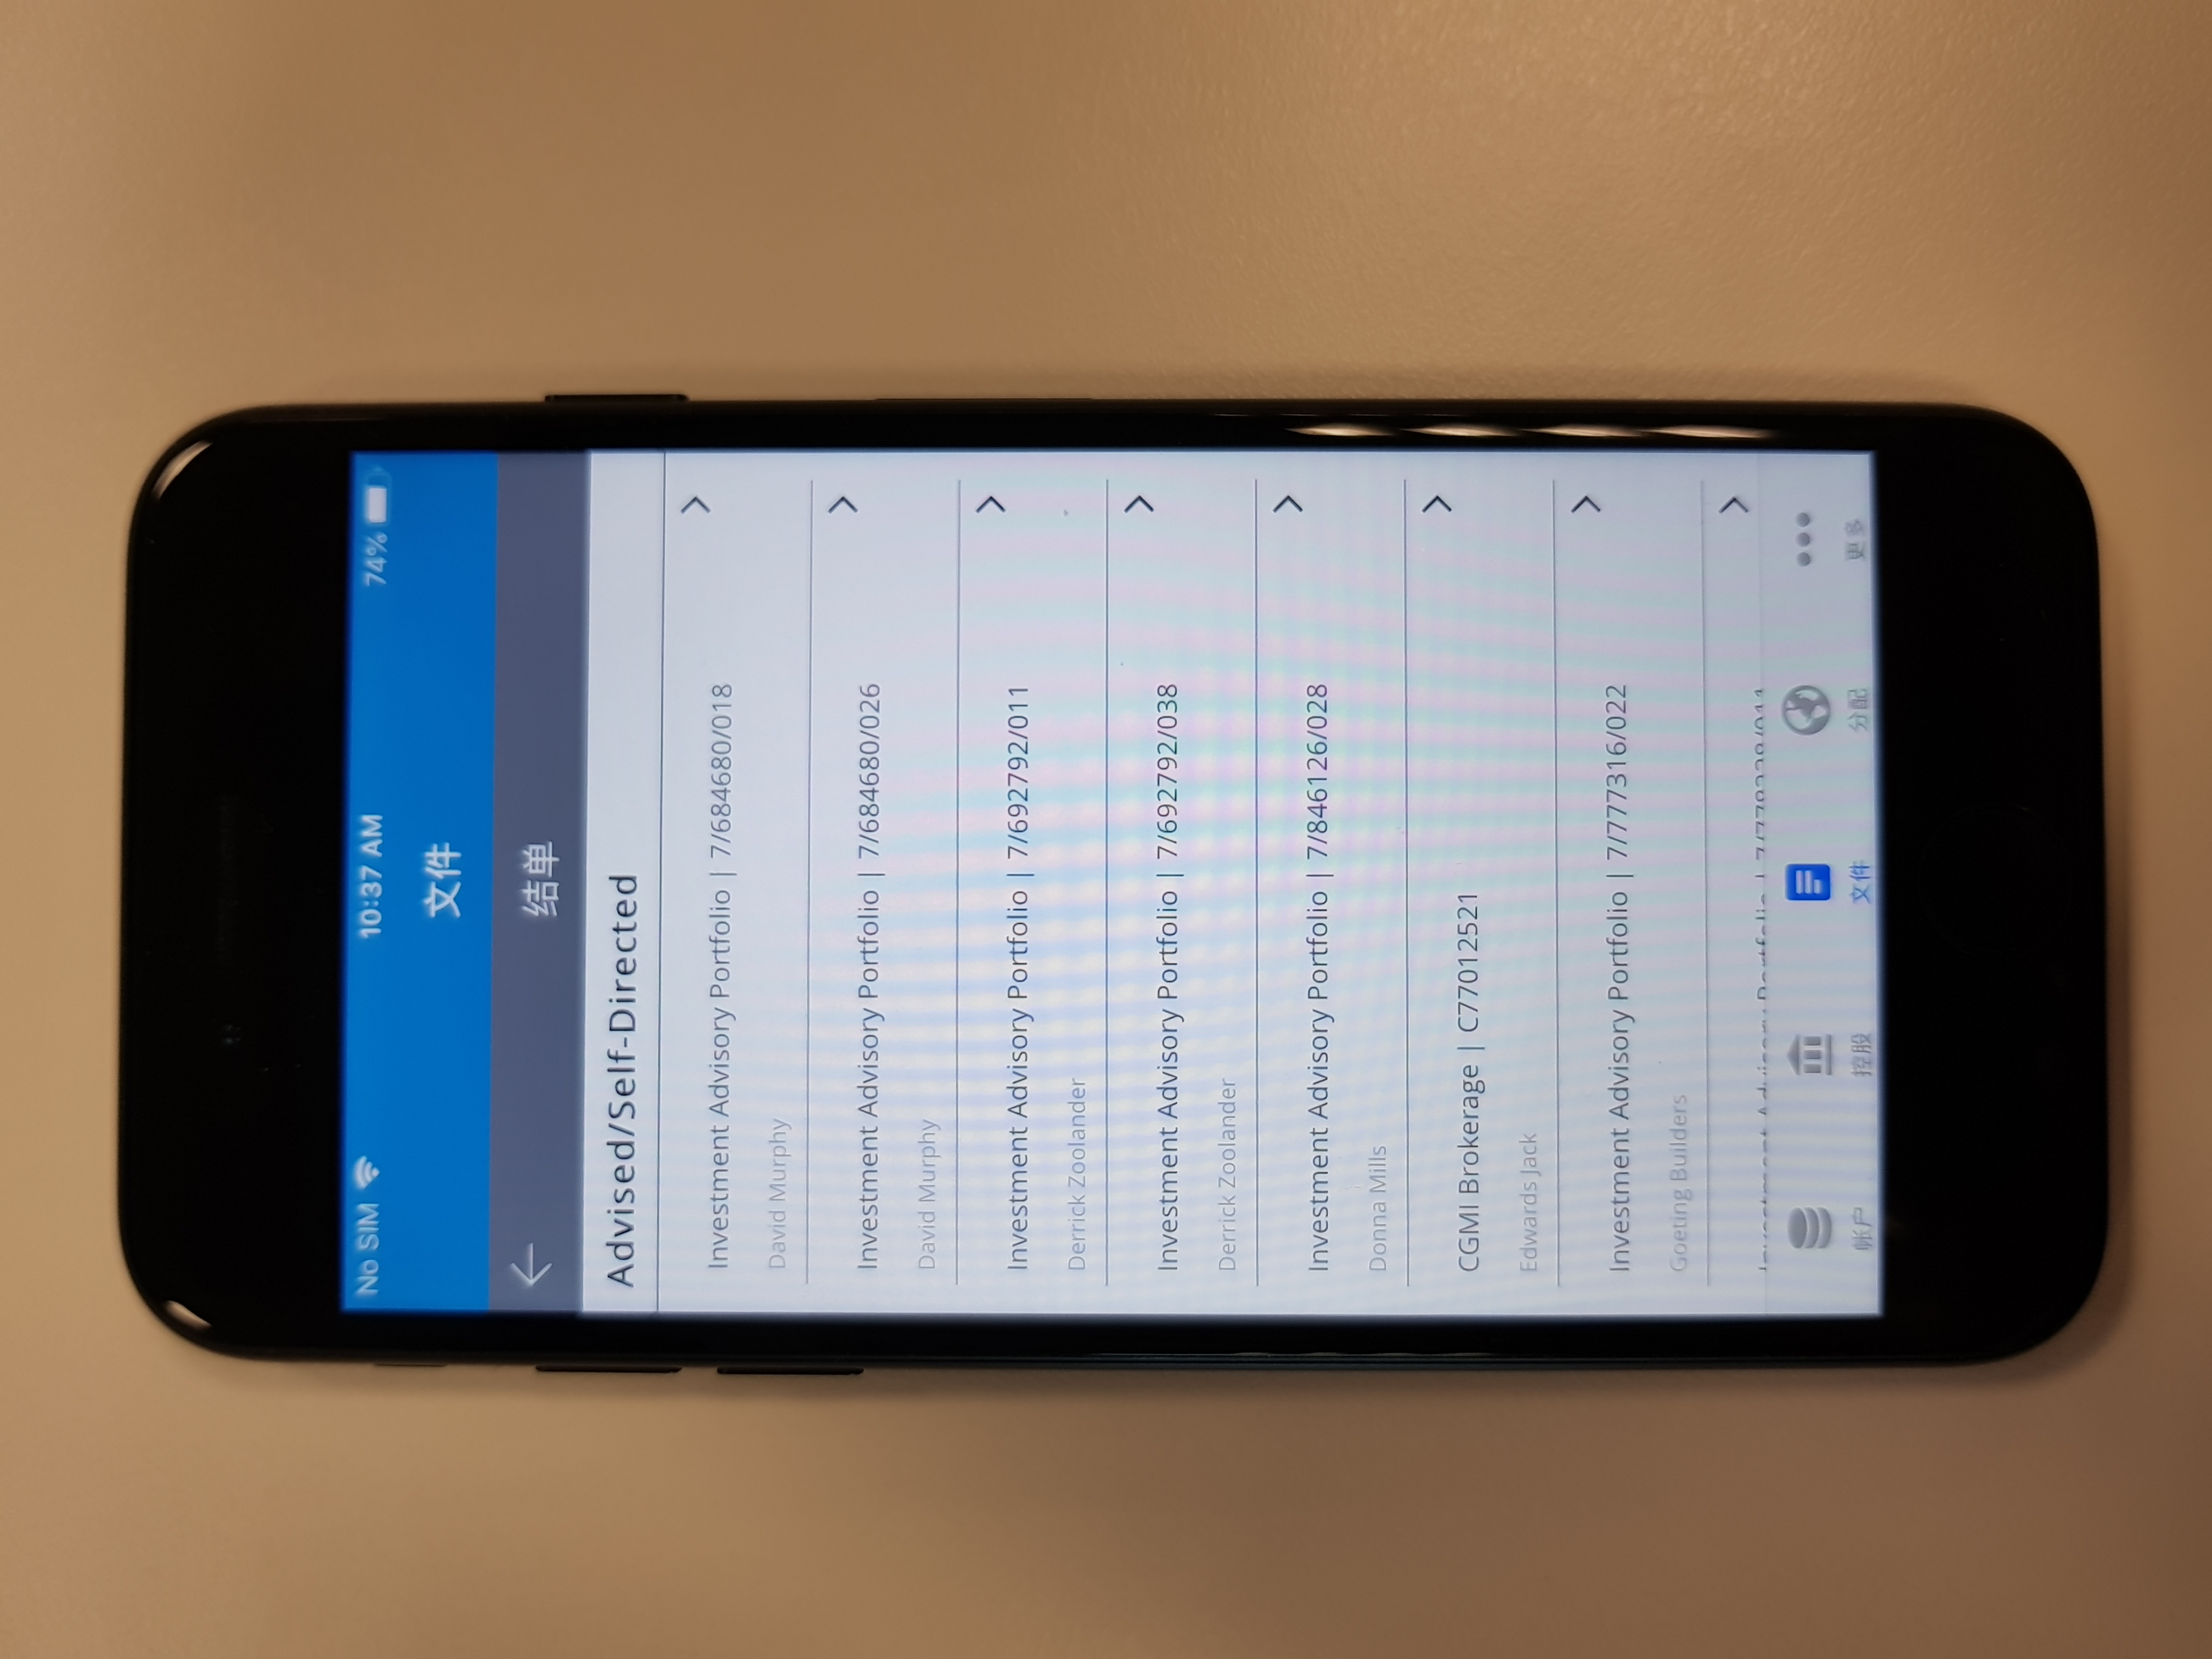 No SIM 10:37 AM 74%
文件
结单
Advised/Self-Directed
Investment Advisory Portfolio | 7/684680/018
David Murphy
Investment Advisory Portfolio | 7/684680/026
David Murphy
Investment Advisory Portfolio | 7/692792/011
Derrick Zoolander
Investment Advisory Portfolio | 7/692792/038
Derrick Zoolander
Investment Advisory Portfolio | 7/846126/028
Donna Mills
CGMI Brokerage | C77012521
Edwards Jack
Investment Advisory Portfolio | 7/777316/022
Goeting Builders
Investment Advisory Portfolio |
帐户 控股 文件 分配 更多